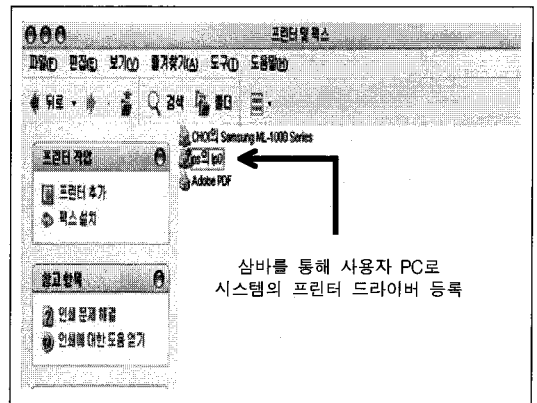 프린터 및 팩스
파일(F) 편집(E) 보기(V) 즐겨찾기(A) 도구(T) 도움말(H)
뒤로 검색 폴더
CHOI의 Samsung ML-1000 Series
ips의 lp0
Adobe PDF
프린터 작업
프린터 추가
팩스 설치
참고 항목
인쇄 문제 해결
인쇄에 대한 도움 얻기
삼바를 통해 사용자 PC로
시스템의 프린터 드라이버 등록